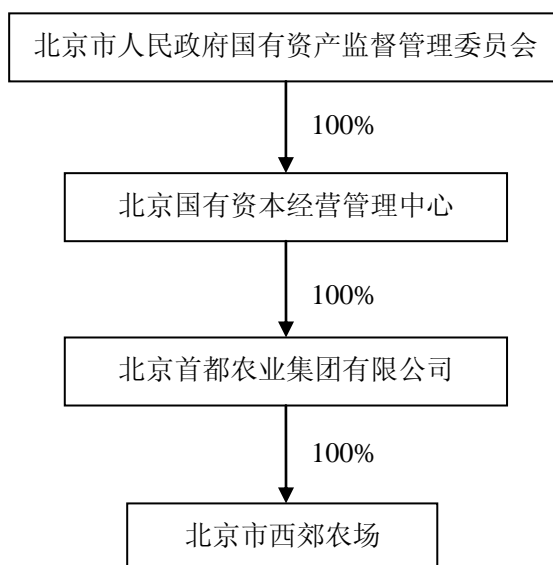 北京市人民政府国有资产监督管理委员会
100%
北京国有资本经营管理中心
100%
北京首都农业集团有限公司
100%
北京市西郊农场